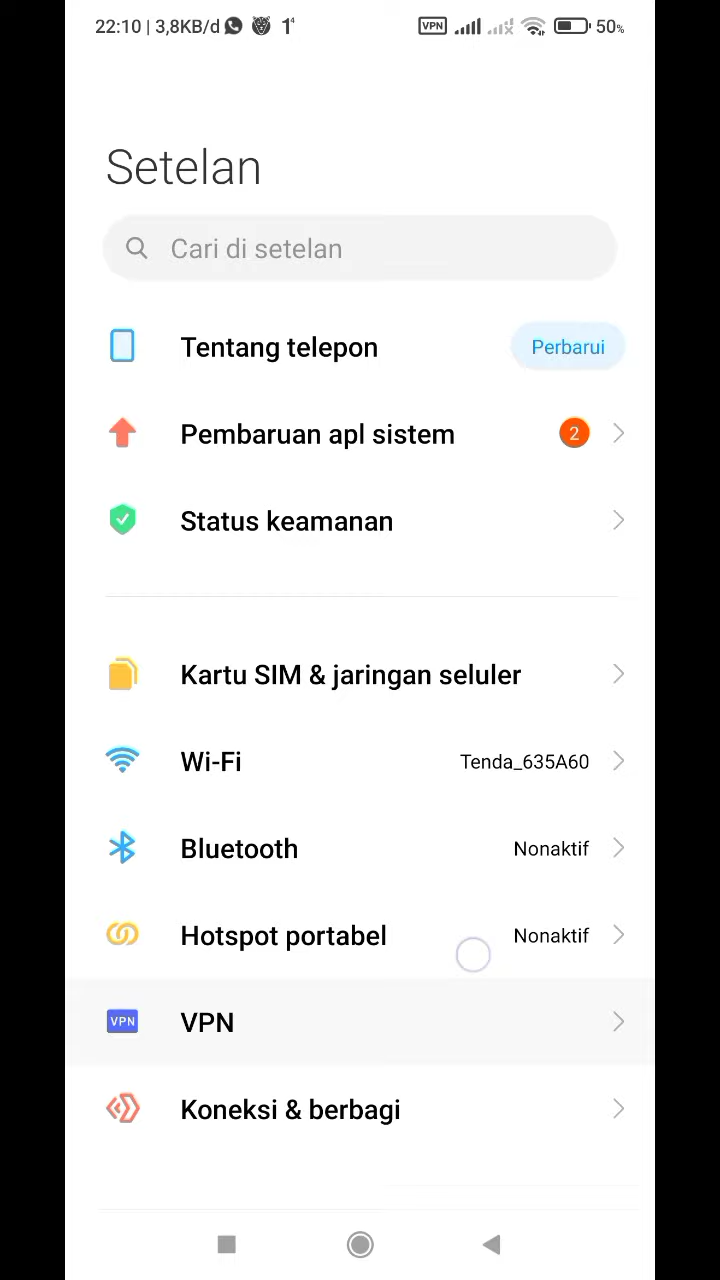 22:10 | 3,8KB/d
VPN
50%
Setelan
Cari di setelan
Tentang telepon
Perbarui
Pembaruan apl sistem
2
Status keamanan
Kartu SIM & jaringan seluler
Wi-Fi
Tenda_635A60
Bluetooth
Nonaktif
Hotspot portabel
Nonaktif
VPN
VPN
Koneksi & berbagi